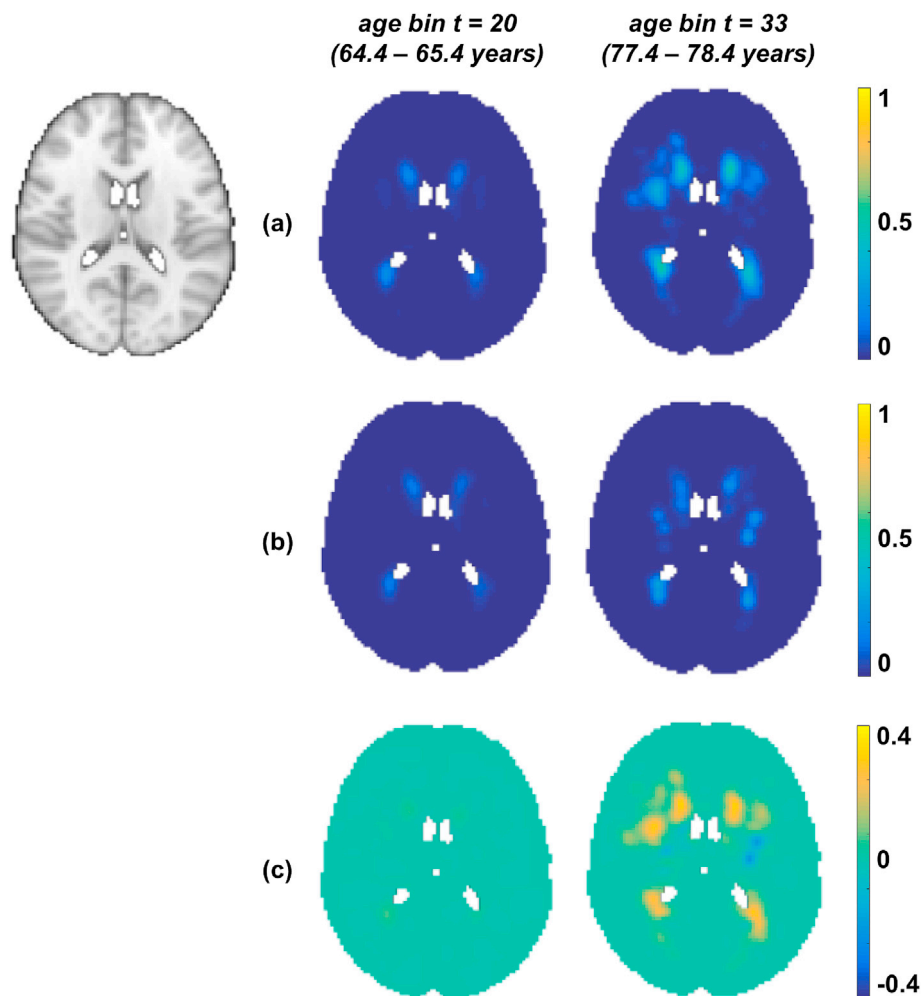 age bin t = 20
(64.4 – 65.4 years)
age bin t = 33
(77.4 – 78.4 years)
(a)
1
0.5
0
(b)
1
0.5
0
(c)
0.4
0
-0.4